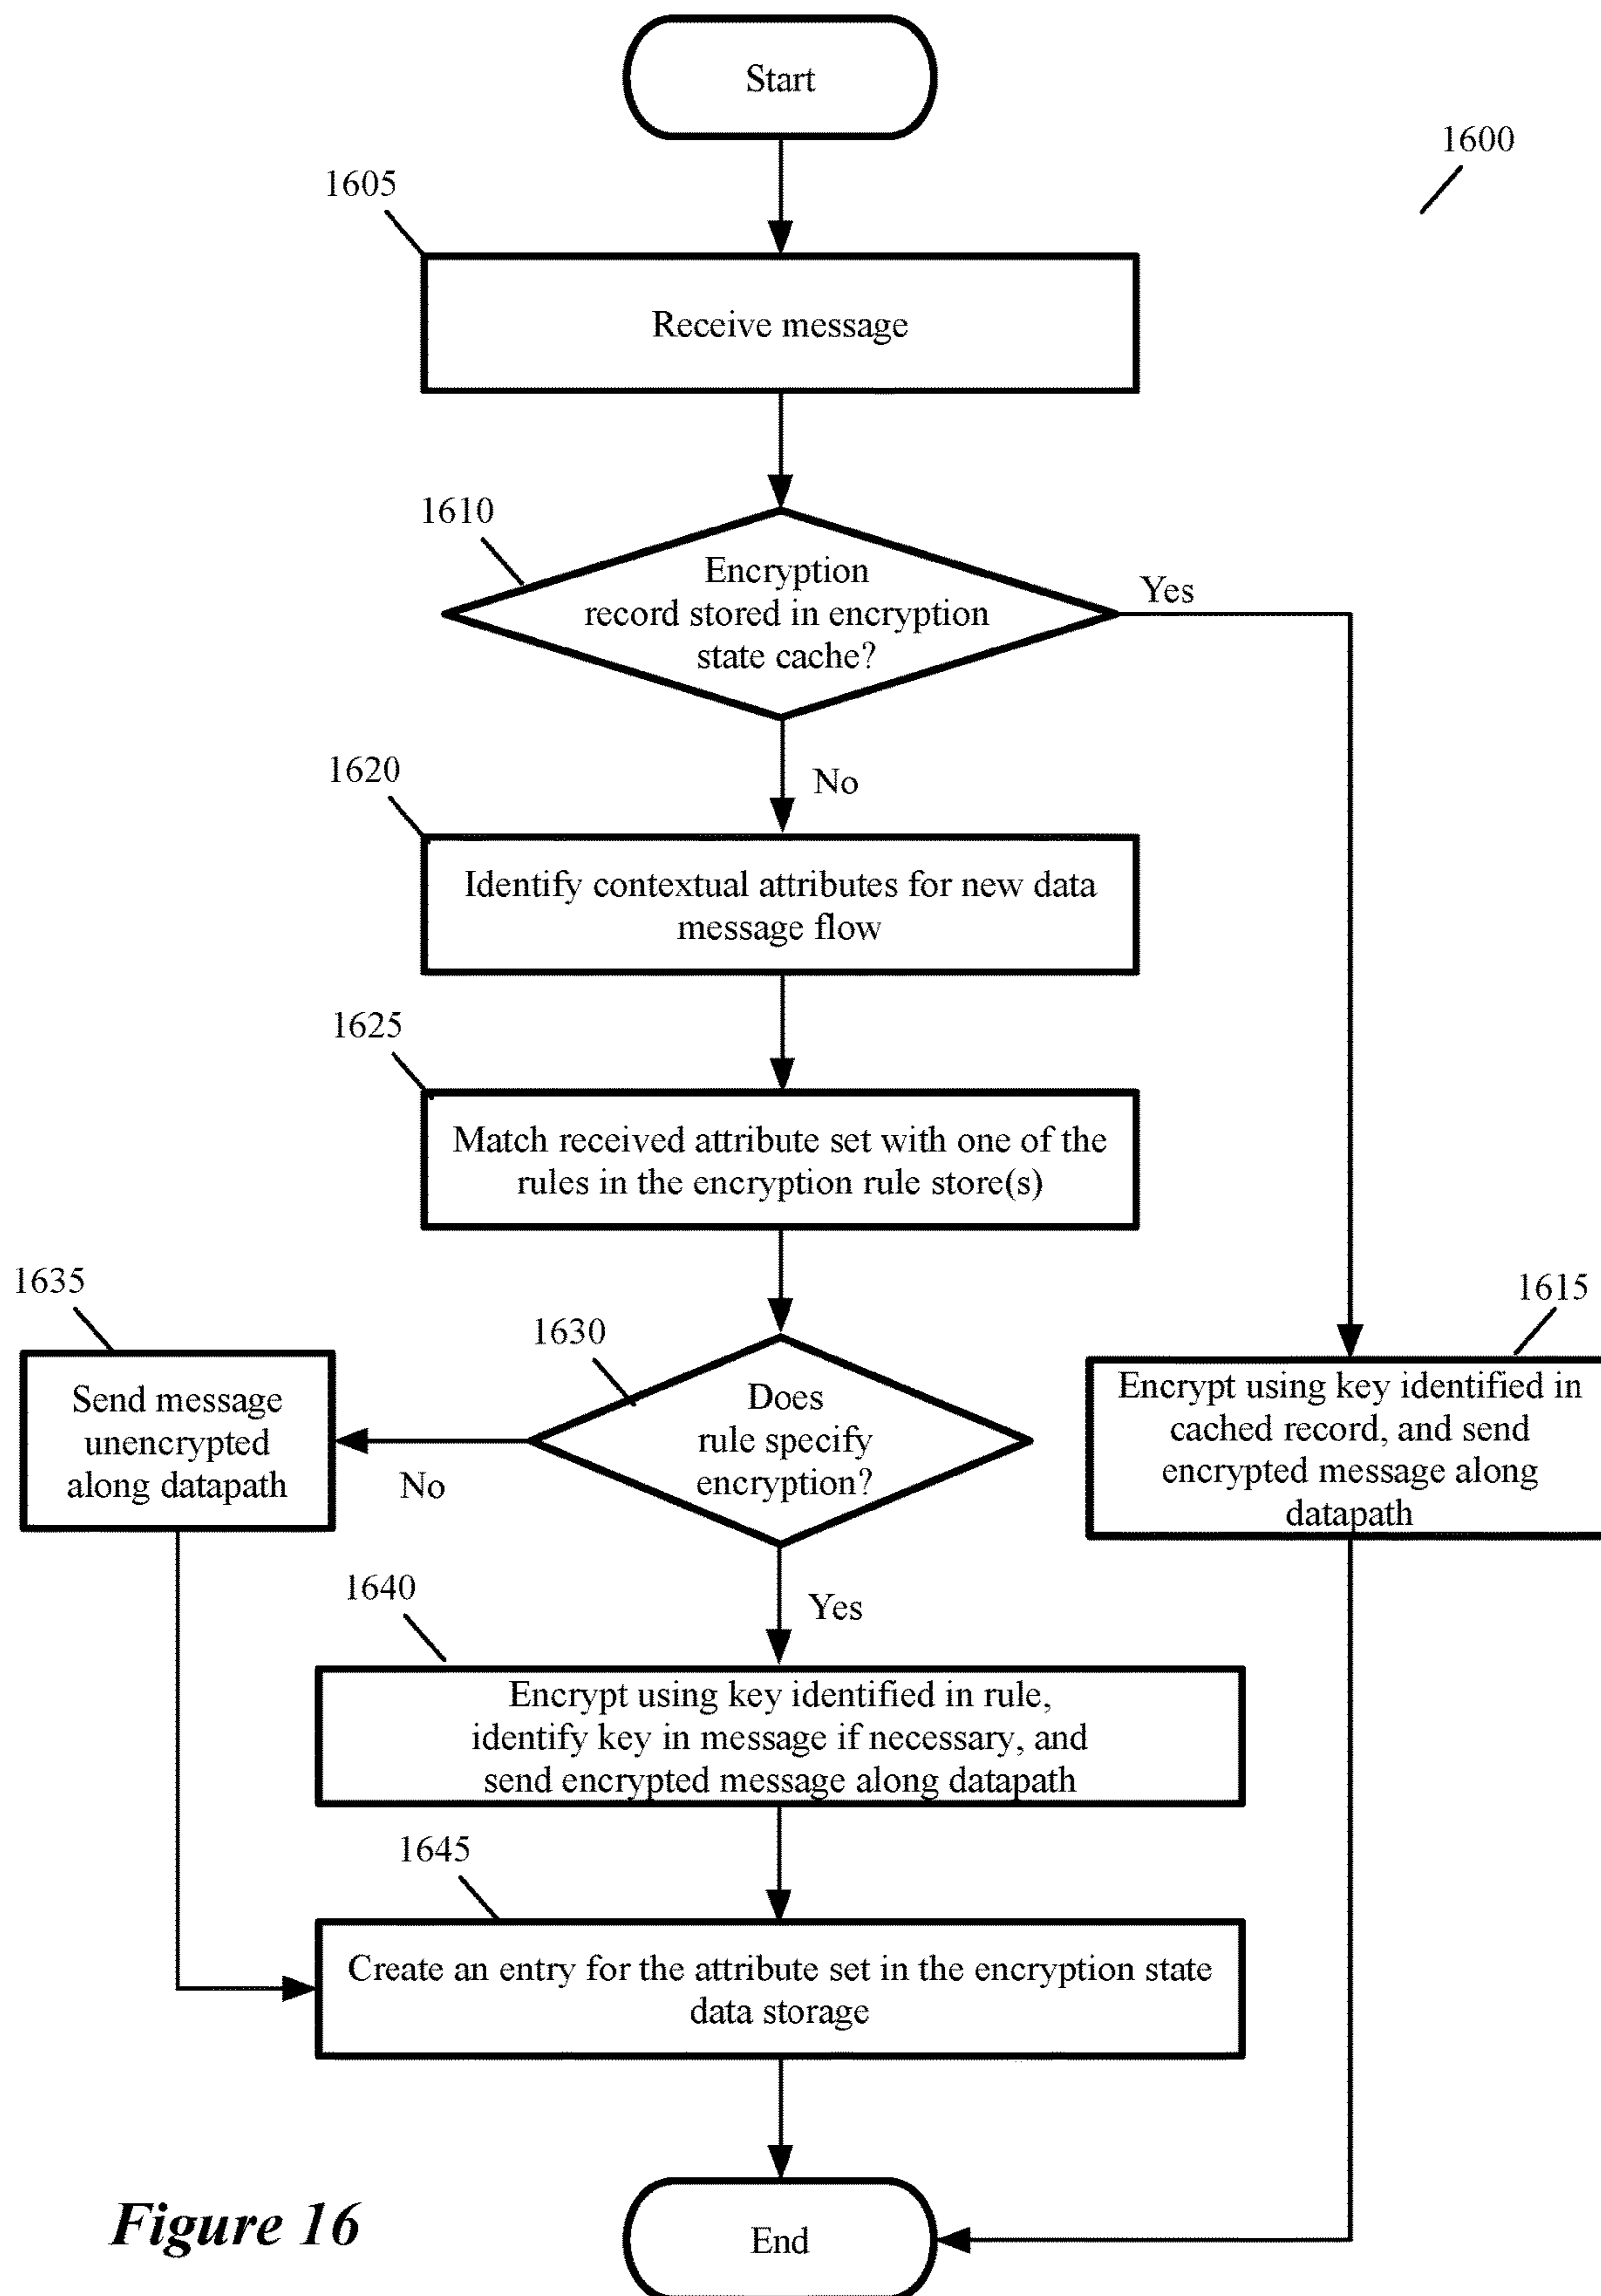 Start
1600
1605
Receive message
1610
Encryption
record stored in encryption
state cache?
Yes
No
1620
Identify contextual attributes for new data
message flow
1625
Match received attribute set with one of the
rules in the encryption rule store(s)
1635
Send message
unencrypted
along datapath
No
1630
Does
rule specify
encryption?
1615
Encrypt using key identified in
cached record, and send
encrypted message along
datapath
Yes
1640
Encrypt using key identified in rule,
identify key in message if necessary, and
send encrypted message along datapath
1645
Create an entry for the attribute set in the encryption state
data storage
End
Figure 16